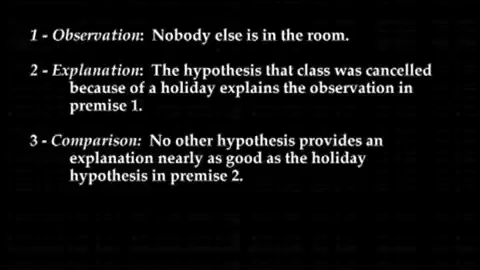 1 - Observation: Nobody else is in the room.
2 - Explanation: The hypothesis that class was cancelled
because of a holiday explains the observation in
premise 1.
3 - Comparison: No other hypothesis provides an
explanation nearly as good as the holiday
hypothesis in premise 2.